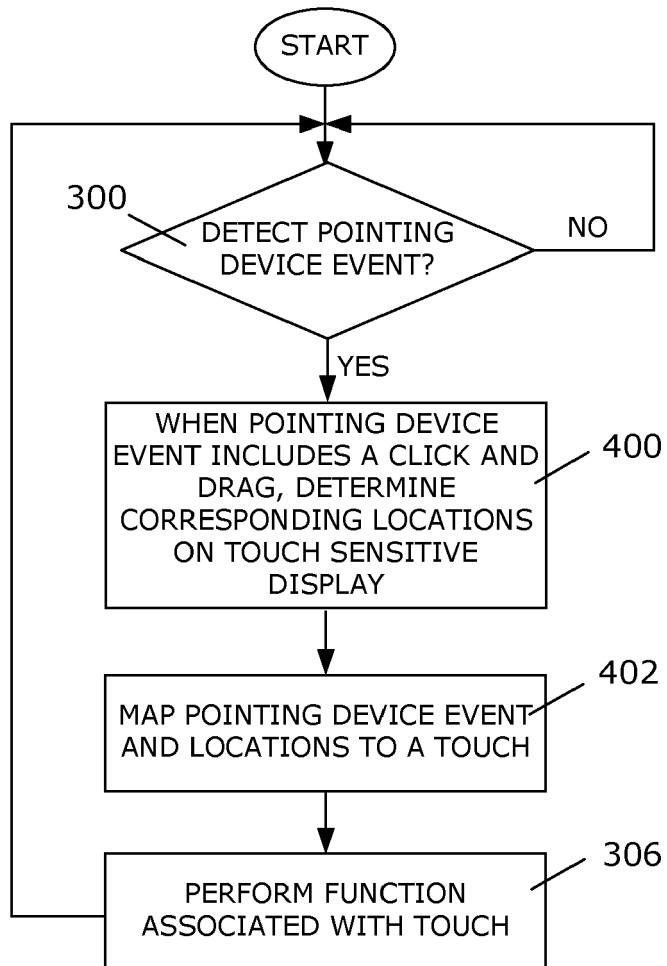 START
300
DETECT POINTING
DEVICE EVENT?
NO
YES
WHEN POINTING DEVICE
EVENT INCLUDES A CLICK AND
DRAG, DETERMINE
CORRESPONDING LOCATIONS
ON TOUCH SENSITIVE
DISPLAY
400
MAP POINTING DEVICE EVENT
AND LOCATIONS TO A TOUCH
402
PERFORM FUNCTION
ASSOCIATED WITH TOUCH
306